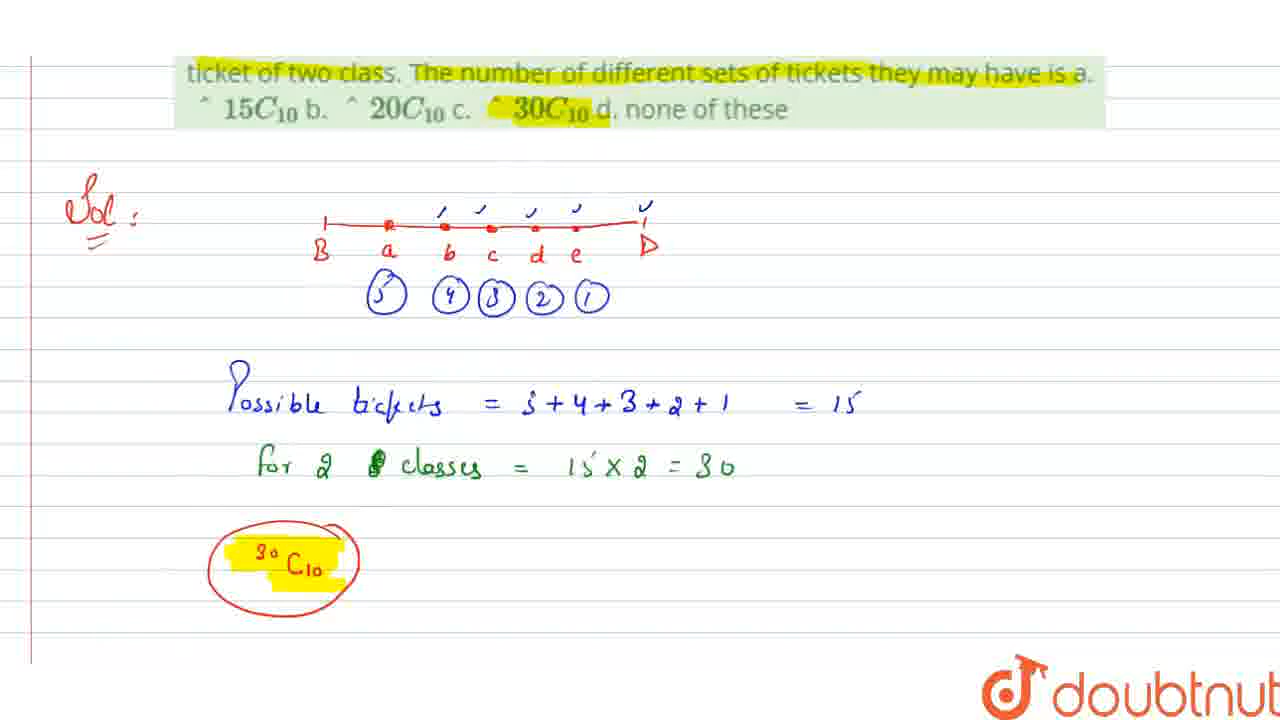 ticket of two class. The number of different sets of tickets they may have is a.
^ 15C10 b. ^ 20C10 c. ^ 30C10 d. none of these
Sol :
B a b c d e D
5 4 3 2 1
Possible tickets = 5 + 4 + 3 + 2 + 1 = 15
for 2 classes = 15 × 2 = 30
30 C10
doubtnut